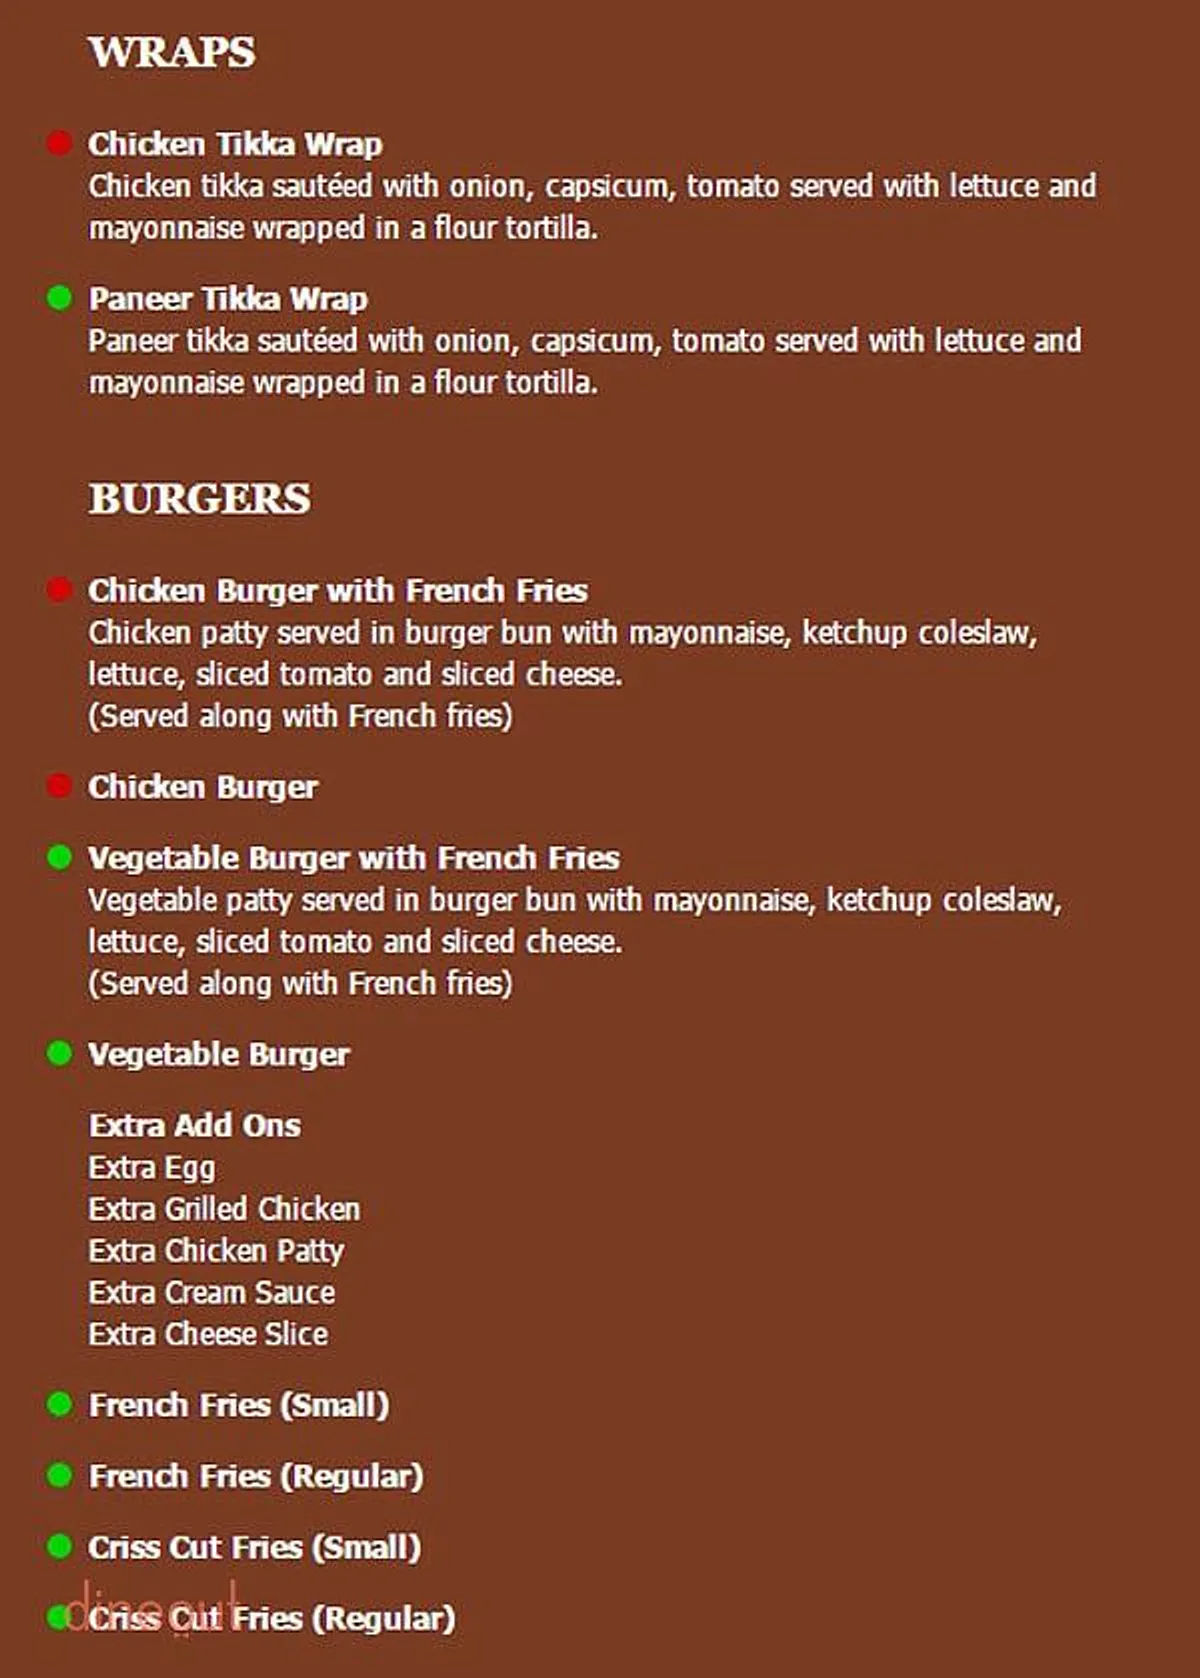 WRAPS
Chicken Tikka Wrap
Chicken tikka sautéed with onion, capsicum, tomato served with lettuce and
mayonnaise wrapped in a flour tortilla.
Paneer Tikka Wrap
Paneer tikka sautéed with onion, capsicum, tomato served with lettuce and
mayonnaise wrapped in a flour tortilla.
BURGERS
Chicken Burger with French Fries
Chicken patty served in burger bun with mayonnaise, ketchup coleslaw,
lettuce, sliced tomato and sliced cheese.
(Served along with French fries)
Chicken Burger
Vegetable Burger with French Fries
Vegetable patty served in burger bun with mayonnaise, ketchup coleslaw,
lettuce, sliced tomato and sliced cheese.
(Served along with French fries)
Vegetable Burger
Extra Add Ons
Extra Egg
Extra Grilled Chicken
Extra Chicken Patty
Extra Cream Sauce
Extra Cheese Slice
French Fries (Small)
French Fries (Regular)
Criss Cut Fries (Small)
Criss Cut Fries (Regular)
dineout